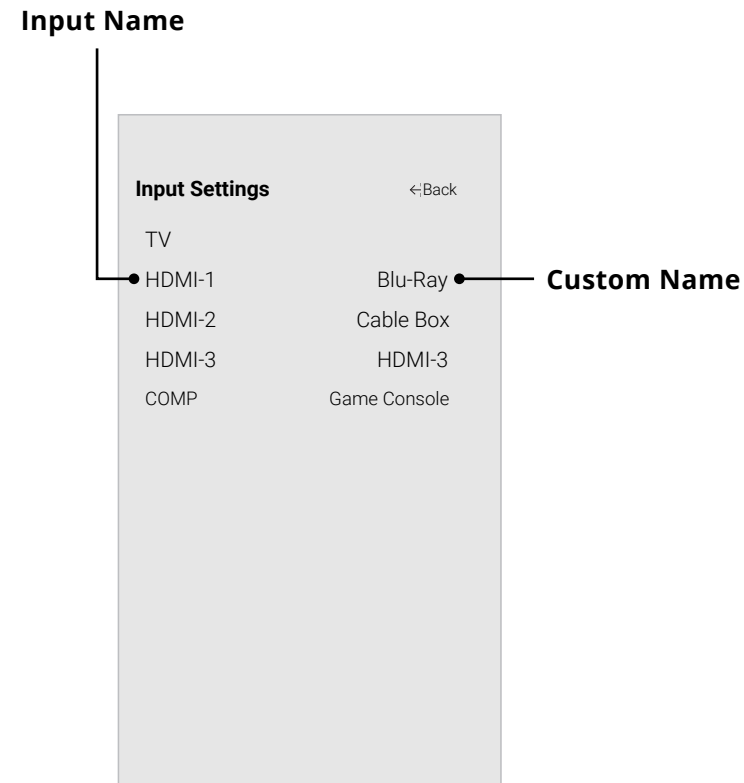 Input Name
Input Settings ←Back
TV
HDMI-1 Blu-Ray Custom Name
HDMI-2 Cable Box
HDMI-3 HDMI-3
COMP Game Console